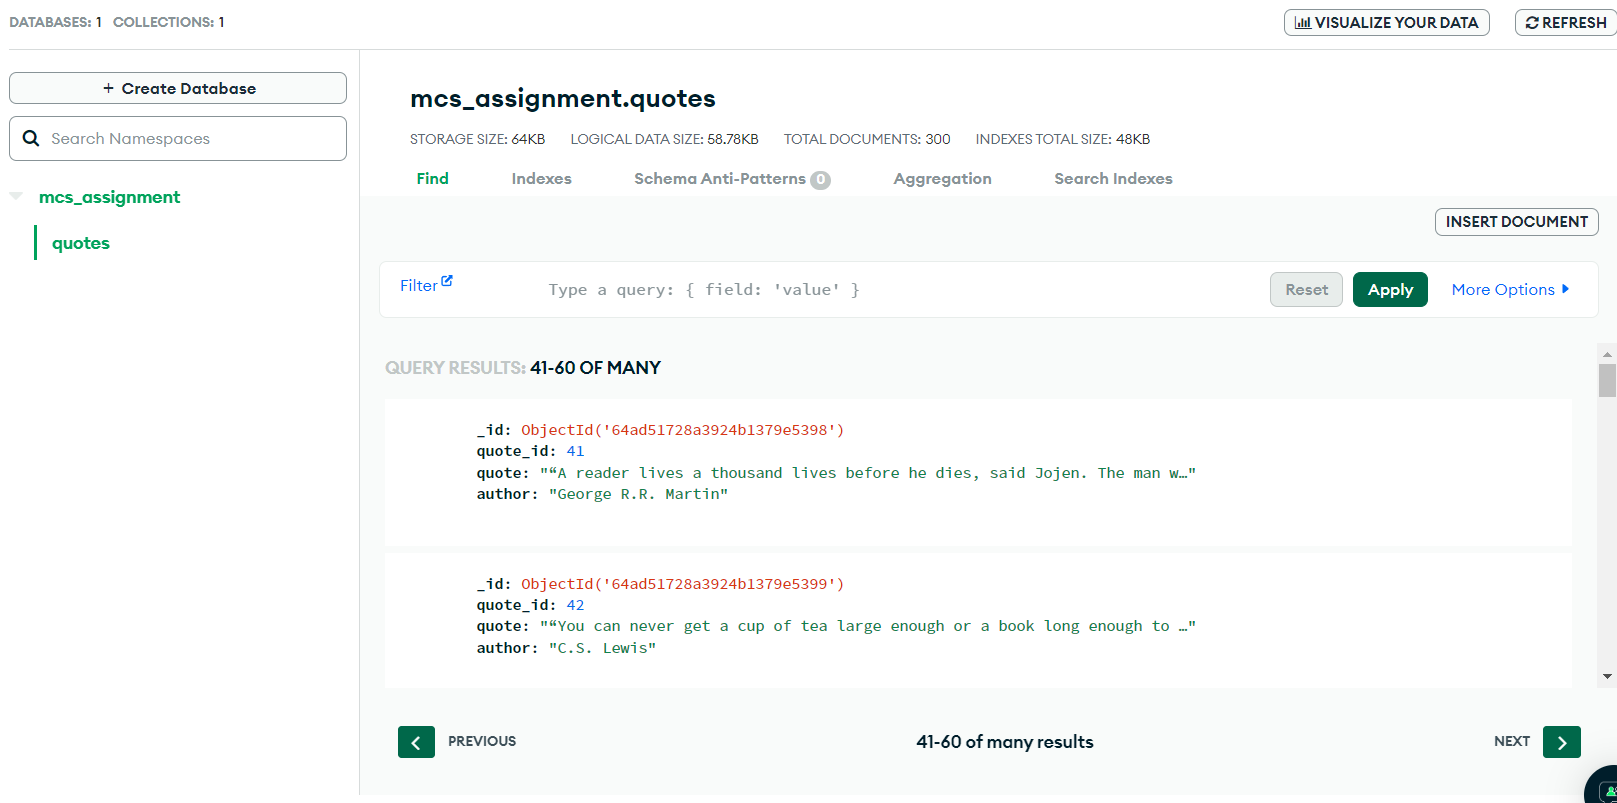 DATABASES: 1 COLLECTIONS: 1
VISUALIZE YOUR DATA
REFRESH
+ Create Database
Search Namespaces
mcs_assignment
quotes
mcs_assignment.quotes
STORAGE SIZE: 64KB LOGICAL DATA SIZE: 58.78KB TOTAL DOCUMENTS: 300 INDEXES TOTAL SIZE: 48KB
Find Indexes Schema Anti-Patterns 0 Aggregation Search Indexes
INSERT DOCUMENT
Filter Type a query: { field: 'value' } Reset Apply More Options
QUERY RESULTS: 41-60 OF MANY
_id: ObjectId('64ad51728a3924b1379e5398')
quote_id: 41
quote: "“A reader lives a thousand lives before he dies, said Jojen. The man w…"
author: "George R.R. Martin"
_id: ObjectId('64ad51728a3924b1379e5399')
quote_id: 42
quote: "“You can never get a cup of tea large enough or a book long enough to …"
author: "C.S. Lewis"
PREVIOUS 41-60 of many results NEXT